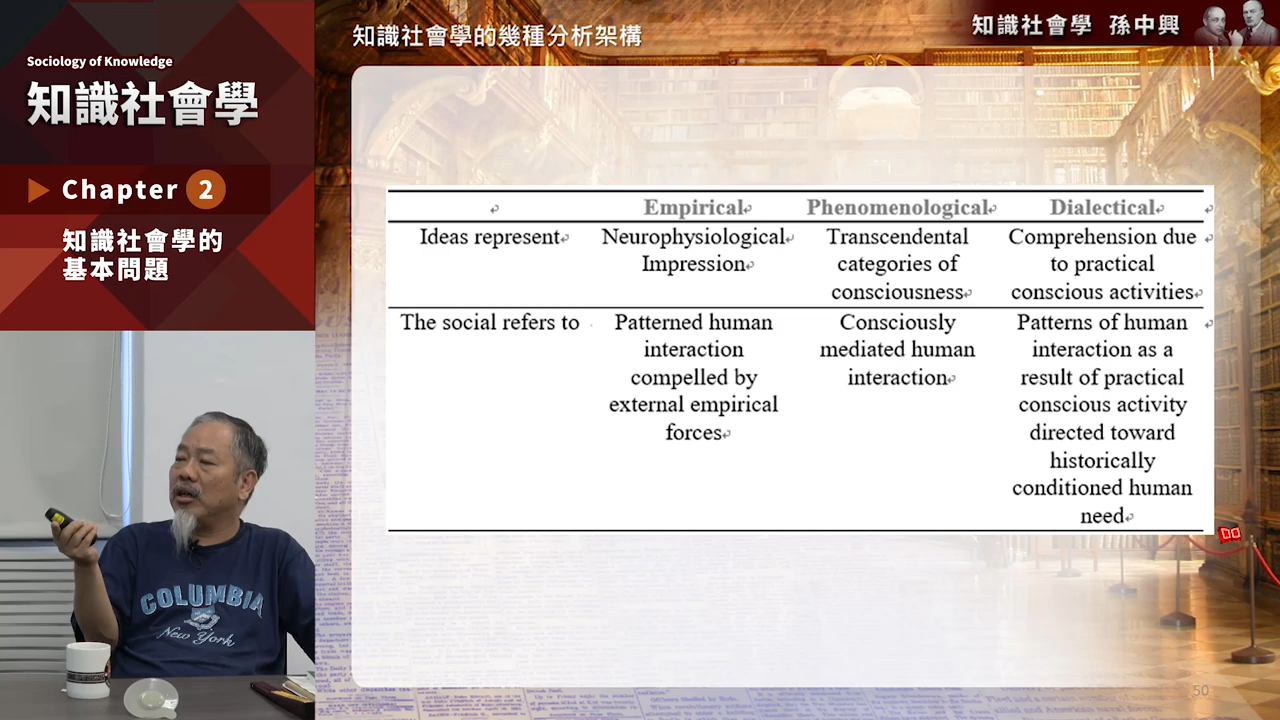 Sociology of Knowledge
知識社會學
Chapter 2
知識社會學的
基本問題
知識社會學的幾種分析架構
知識社會學 孫中興
Empirical
Phenomenological
Dialectical
Ideas represent
Neurophysiological
Impression
Transcendental
categories of
consciousness
Comprehension due
to practical
conscious activities
The social refers to
Patterned human
interaction
compelled by
external empirical
forces
Consciously
mediated human
interaction
Patterns of human
interaction as a
result of practical
conscious activity
directed toward
historically
conditioned human
need
COLUMBIA
New York
50